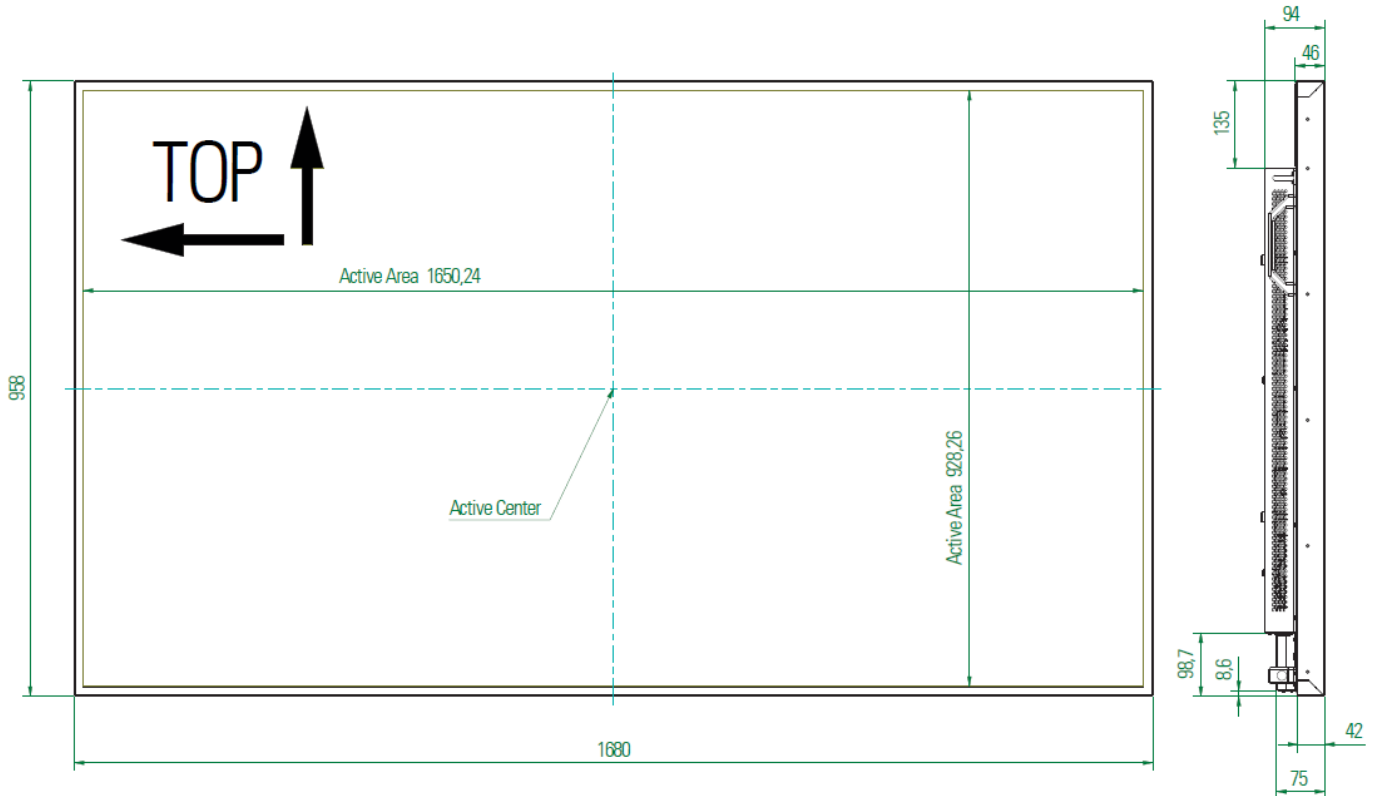 94
46
135
TOP
Active Area 1650,24
958
Active Area 928,26
Active Center
98,7
8,6
1680
42
75